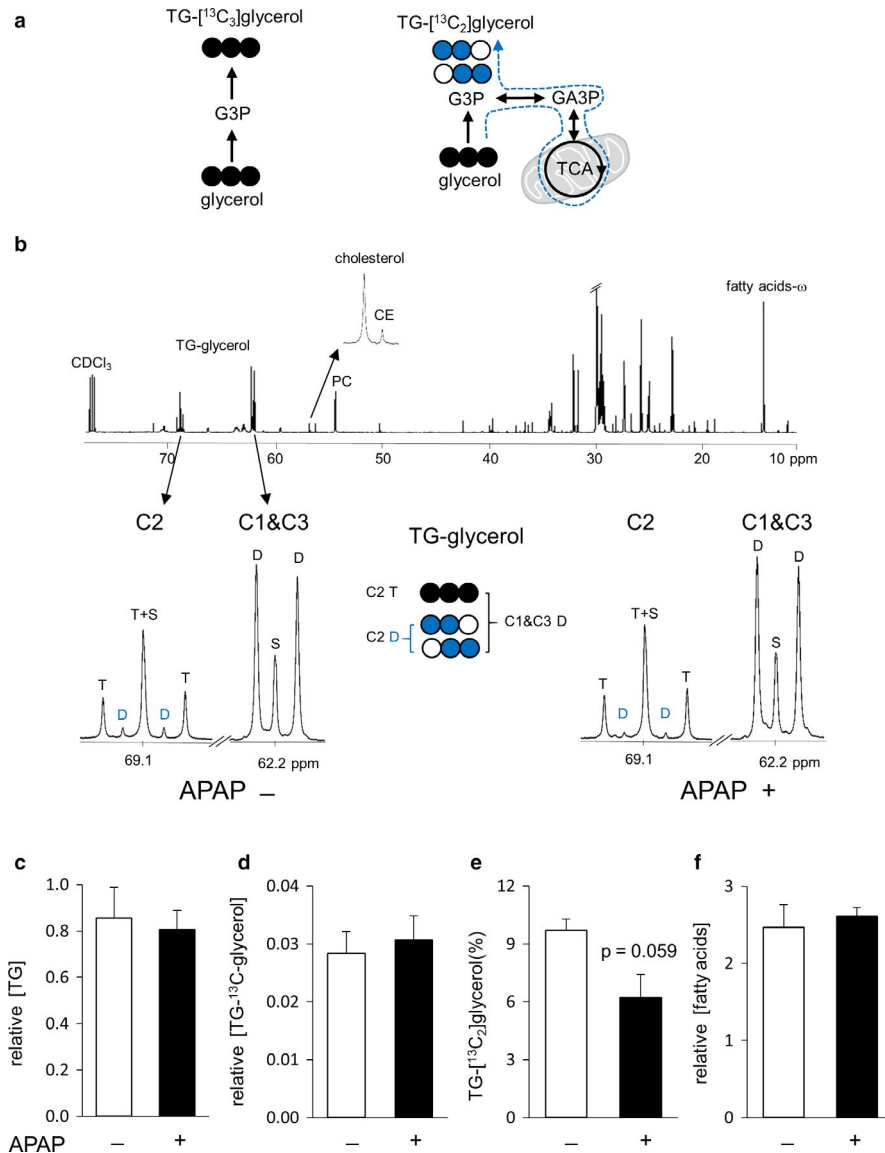 a
TG-[¹³C₃]glycerol
G3P
glycerol
TG-[¹³C₂]glycerol
G3P
GA3P
TCA
glycerol
b
cholesterol
CE
fatty acids-ω
TG-glycerol
CDCl₃
PC
70 60 50 40 30 20 10 ppm
C2 C1&C3
T+S
T D D T
D S D
69.1 62.2 ppm
APAP –
TG-glycerol
C2 T
C2 D
C1&C3 D
C2 C1&C3
T+S
T D D T
D S D
69.1 62.2 ppm
APAP +
c
relative [TG]
1.0
0.8
0.6
0.4
0.2
0.0
APAP – +
d
relative [TG-¹³C-glycerol]
0.04
0.03
0.02
0.01
0.00
– +
e
TG-[¹³C₂]glycerol(%)
12
9
6
3
0
p = 0.059
– +
f
relative [fatty acids]
3
2
1
0
– +